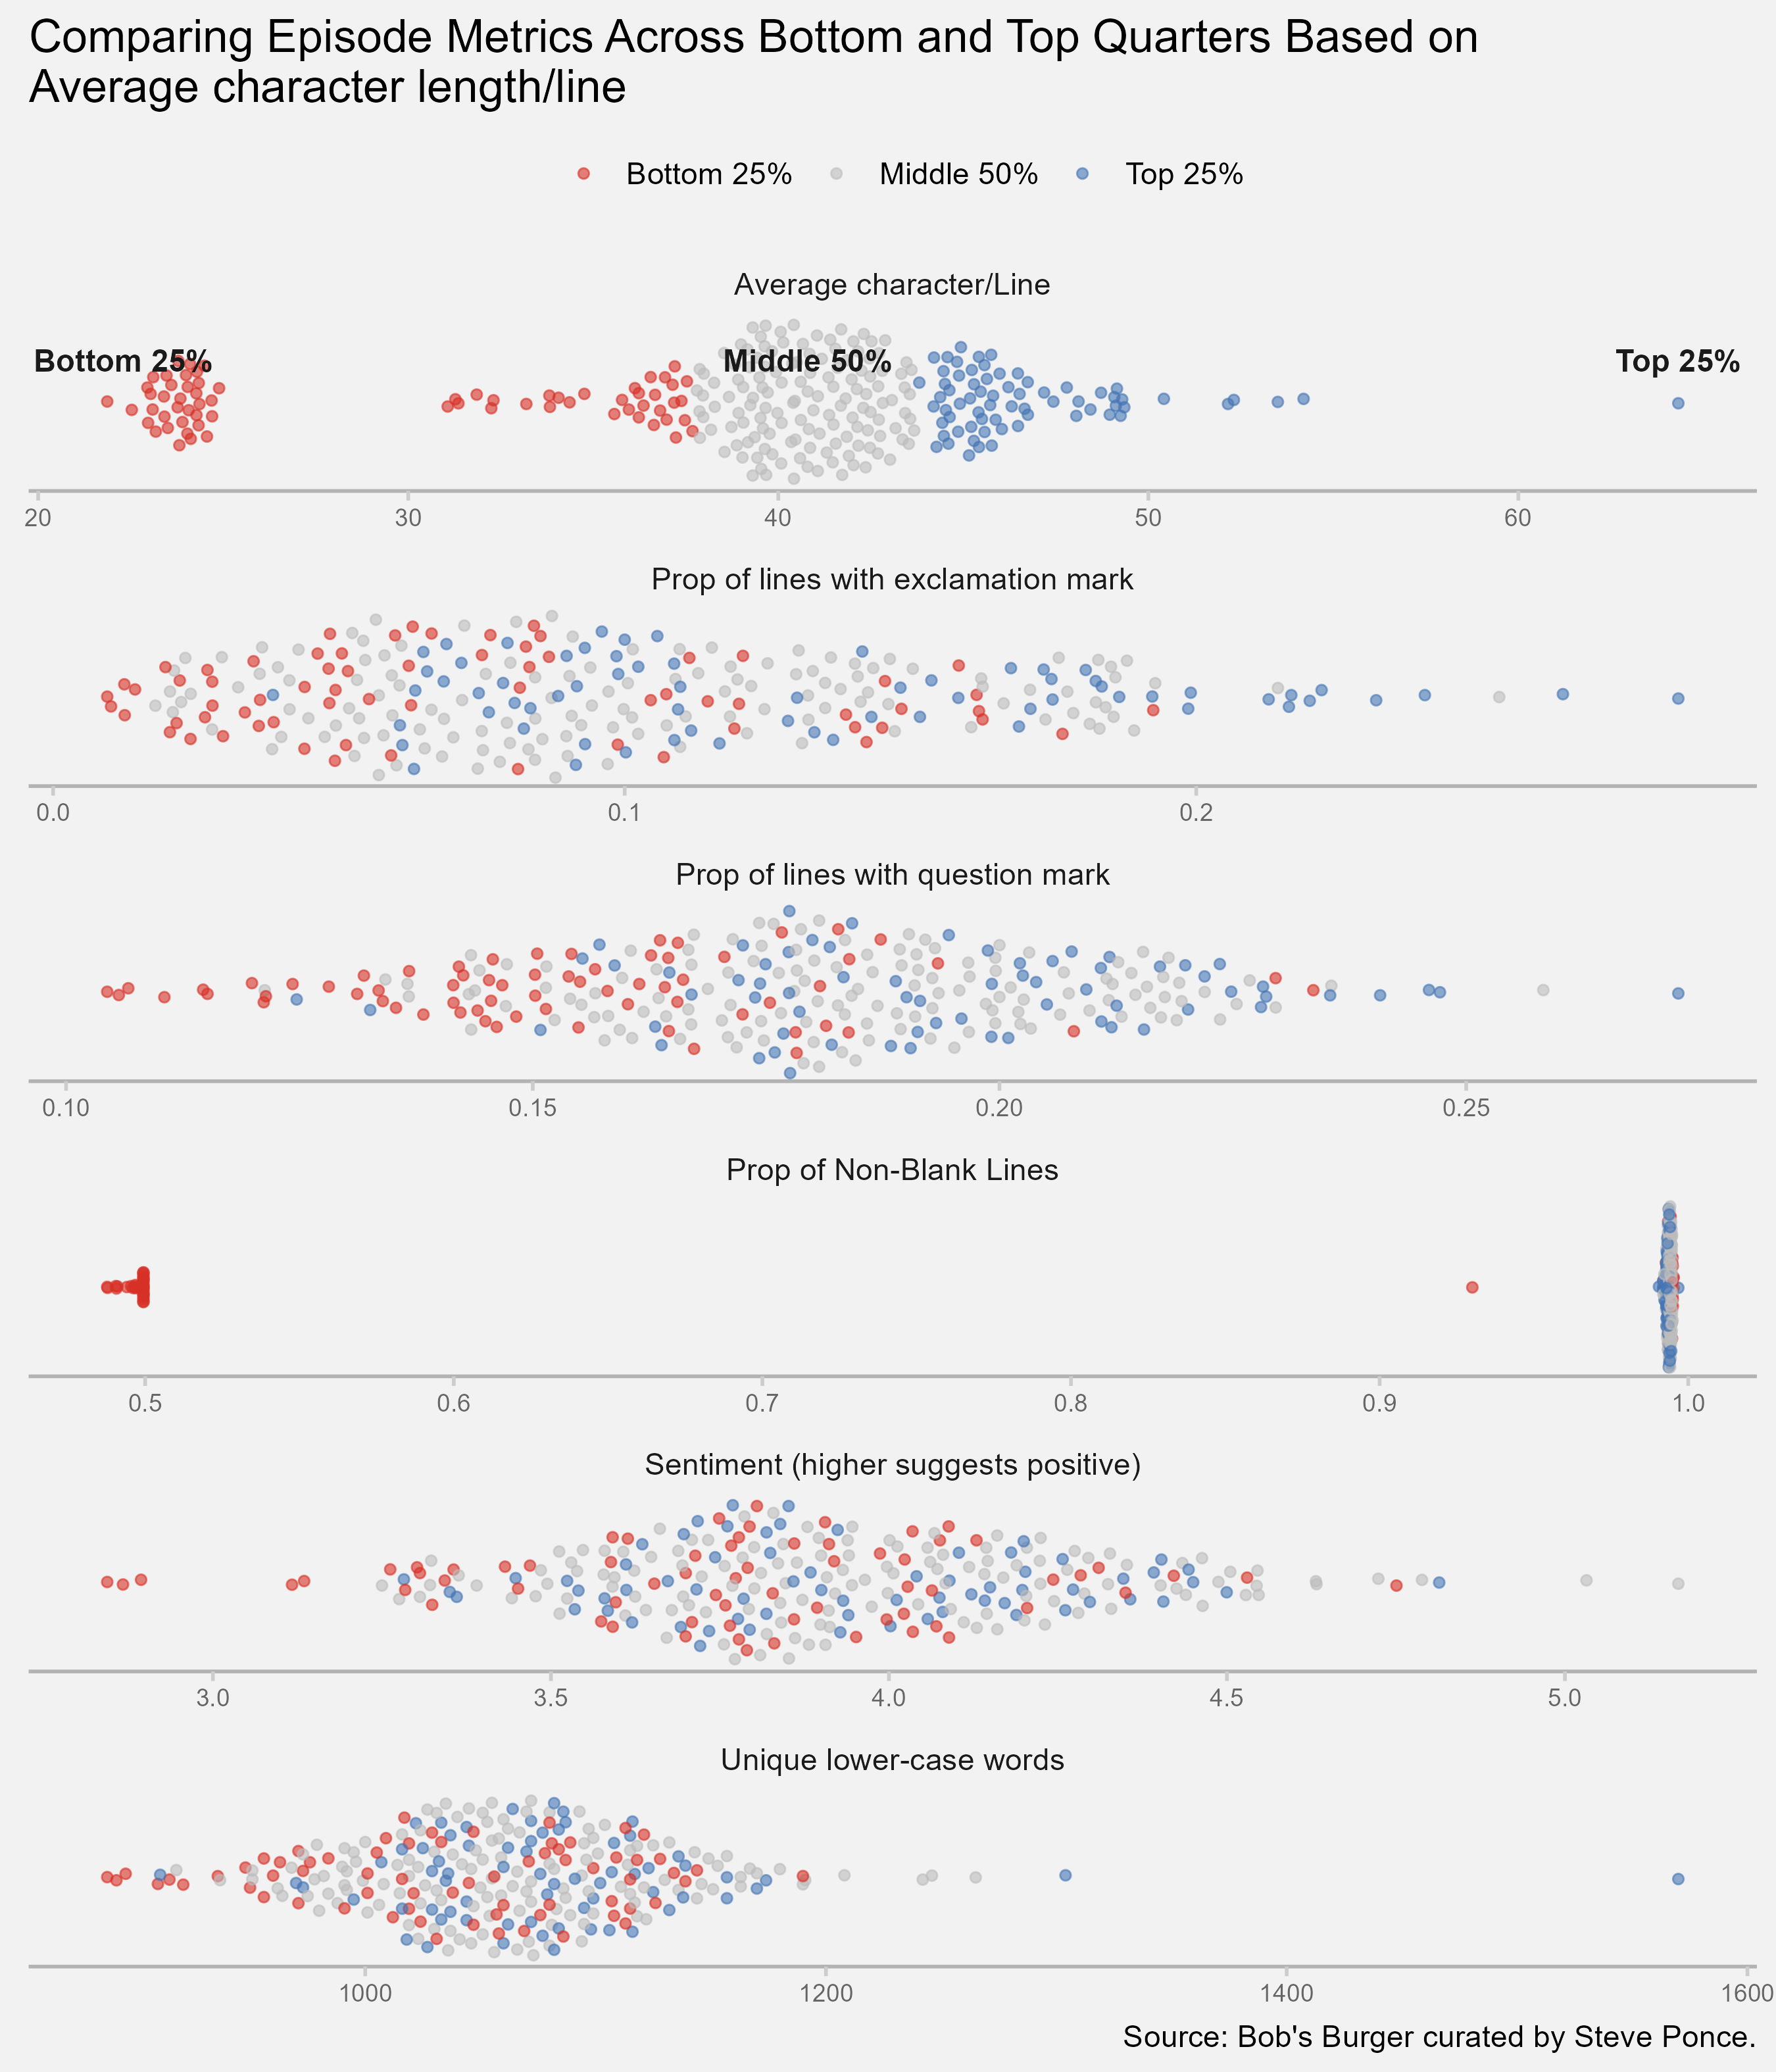 Comparing Episode Metrics Across Bottom and Top Quarters Based on
Average character length/line
Bottom 25% Middle 50% Top 25%
Average character/Line
Bottom 25% Middle 50% Top 25%
20 30 40 50 60
Prop of lines with exclamation mark
0.0 0.1 0.2
Prop of lines with question mark
0.10 0.15 0.20 0.25
Prop of Non-Blank Lines
0.5 0.6 0.7 0.8 0.9 1.0
Sentiment (higher suggests positive)
3.0 3.5 4.0 4.5 5.0
Unique lower-case words
1000 1200 1400 1600
Source: Bob's Burger curated by Steve Ponce.